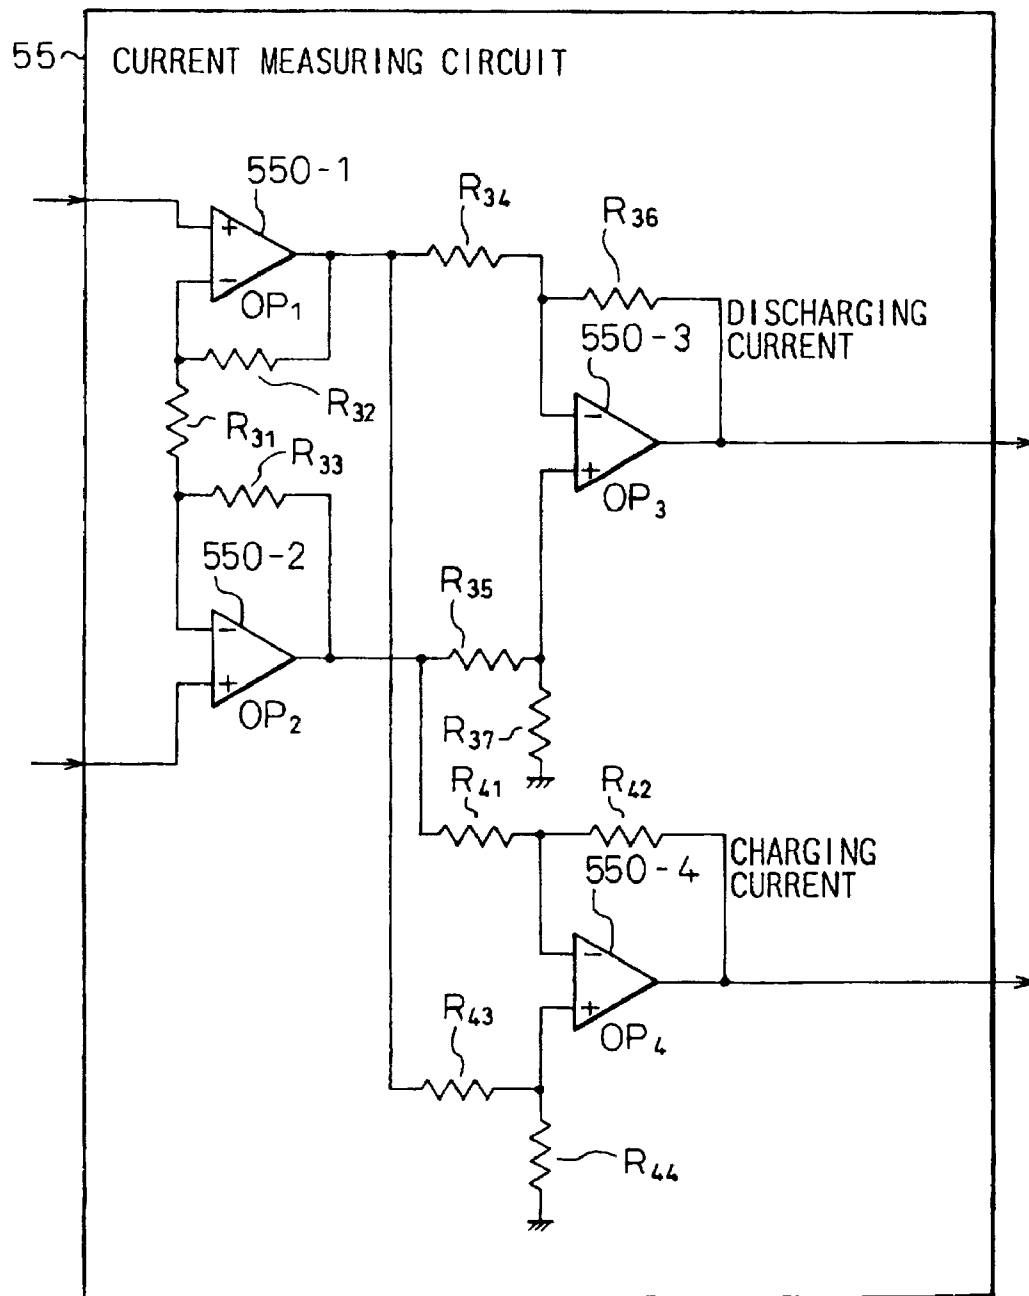 55
CURRENT MEASURING CIRCUIT
550-1
R34
R36
+
−
OP1
DISCHARGING
CURRENT
550-3
R32
R31
R33
−
+
OP3
550-2
R35
−
+
OP2
R37
R41
R42
CHARGING
CURRENT
550-4
−
+
R43
OP4
R44